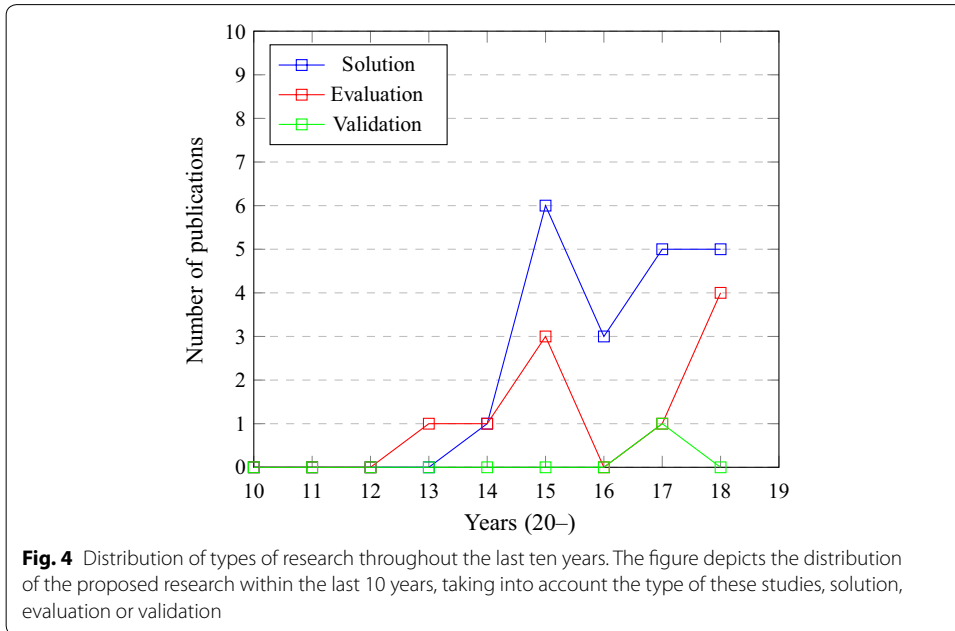 10
9
8
7
6
5
4
3
2
1
0
Number of publications
Solution
Evaluation
Validation
10 11 12 13 14 15 16 17 18 19
Years (20–)
Fig. 4 Distribution of types of research throughout the last ten years. The figure depicts the distribution
of the proposed research within the last 10 years, taking into account the type of these studies, solution,
evaluation or validation